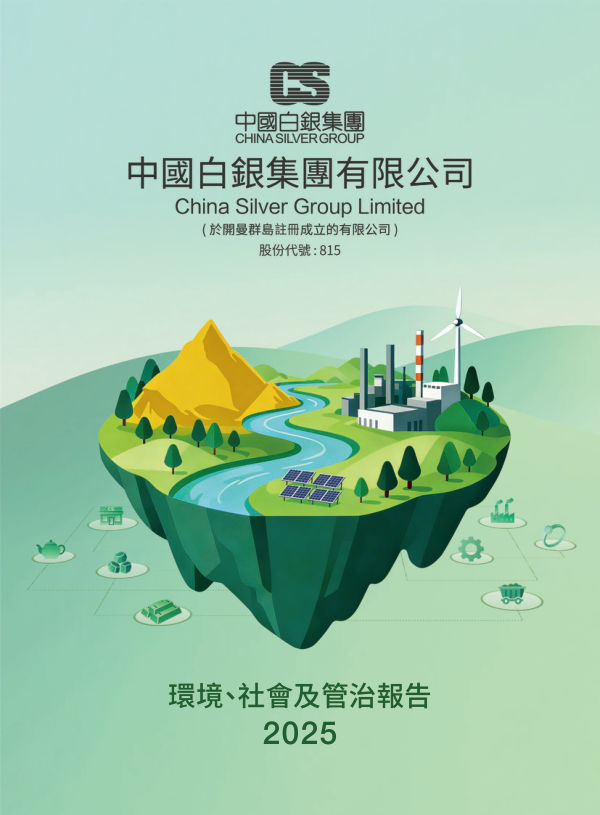 CS
中國白銀集團
CHINA SILVER GROUP
中國白銀集團有限公司
China Silver Group Limited
( 於開曼群島註冊成立的有限公司 )
股份代號 : 815
環境、社會及管治報告
2025